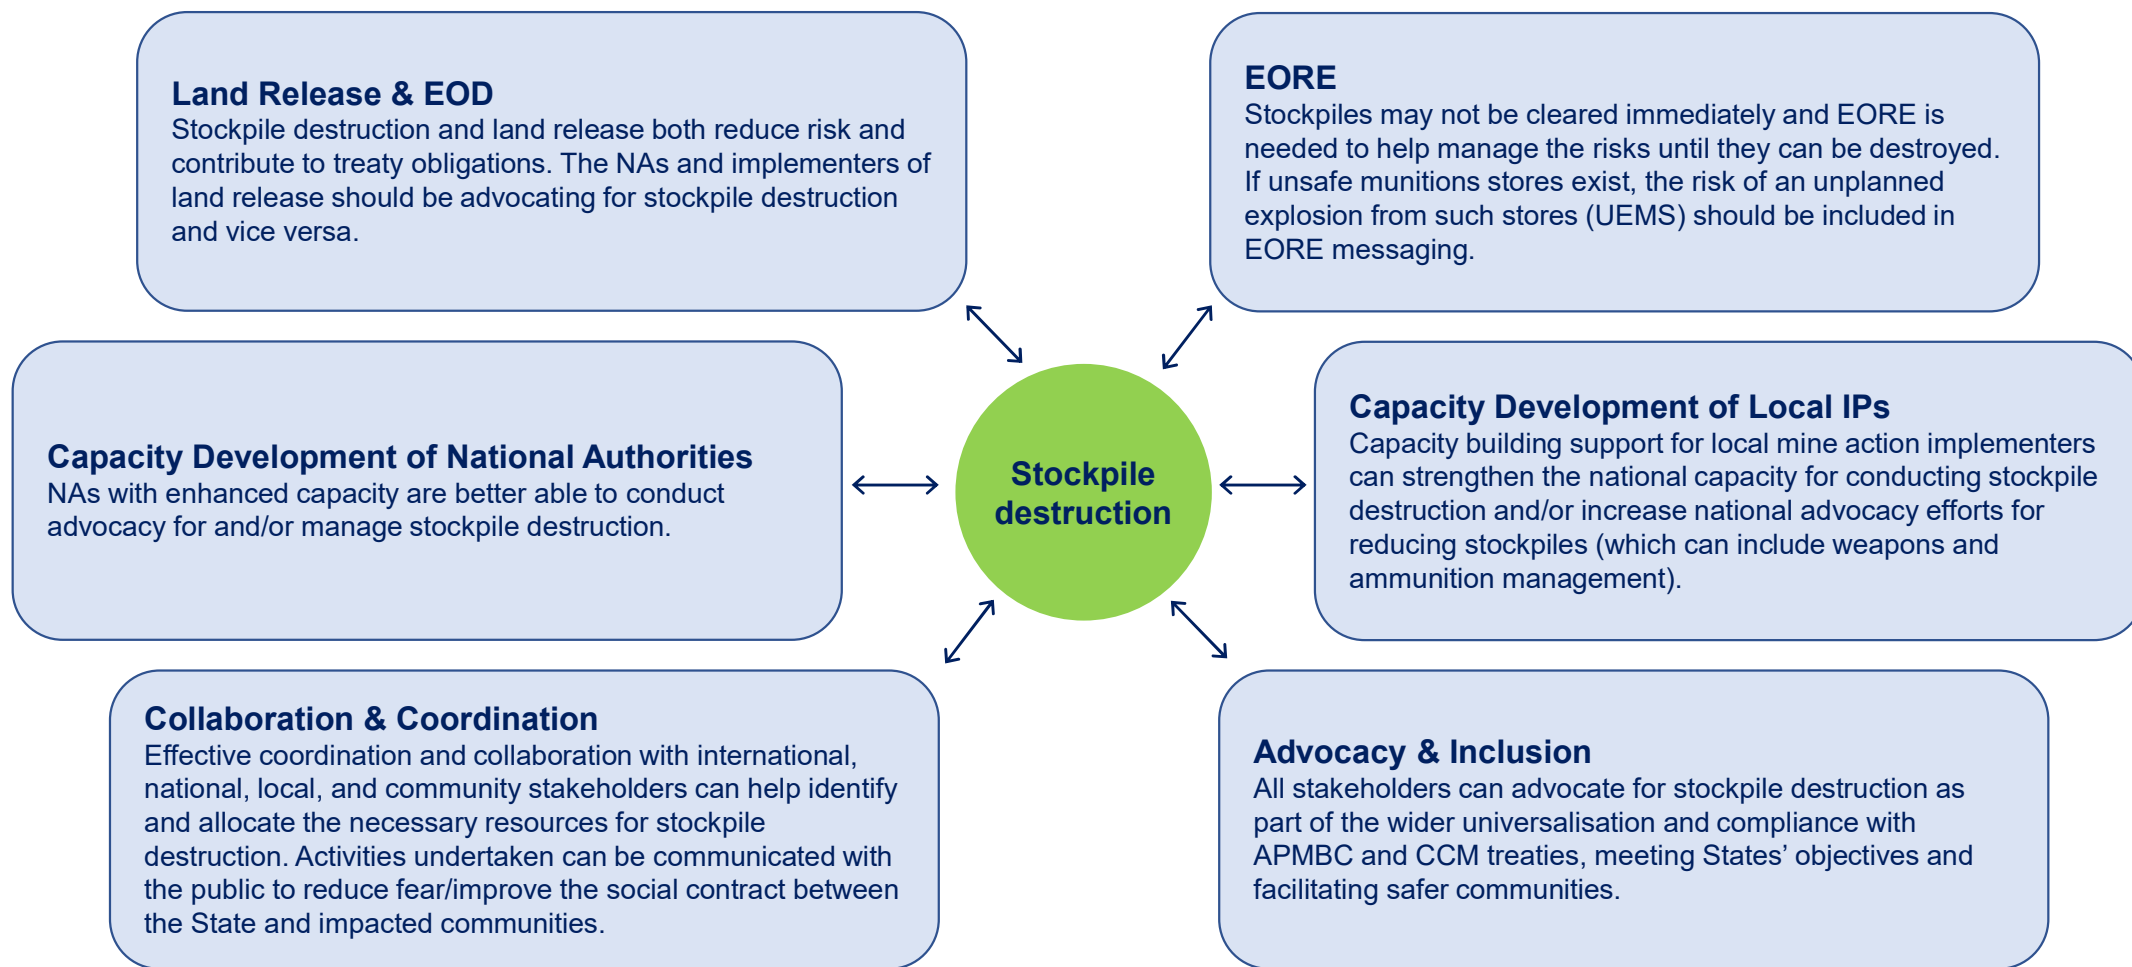 Land Release & EOD
Stockpile destruction and land release both reduce risk and
contribute to treaty obligations. The NAs and implementers of
land release should be advocating for stockpile destruction
and vice versa.
EORE
Stockpiles may not be cleared immediately and EORE is
needed to help manage the risks until they can be destroyed.
If unsafe munitions stores exist, the risk of an unplanned
explosion from such stores (UEMS) should be included in
EORE messaging.
Capacity Development of National Authorities
NAs with enhanced capacity are better able to conduct
advocacy for and/or manage stockpile destruction.
Stockpile
destruction
Capacity Development of Local IPs
Capacity building support for local mine action implementers
can strengthen the national capacity for conducting stockpile
destruction and/or increase national advocacy efforts for
reducing stockpiles (which can include weapons and
ammunition management).
Collaboration & Coordination
Effective coordination and collaboration with international,
national, local, and community stakeholders can help identify
and allocate the necessary resources for stockpile
destruction. Activities undertaken can be communicated with
the public to reduce fear/improve the social contract between
the State and impacted communities.
Advocacy & Inclusion
All stakeholders can advocate for stockpile destruction as
part of the wider universalisation and compliance with
APMBC and CCM treaties, meeting States’ objectives and
facilitating safer communities.